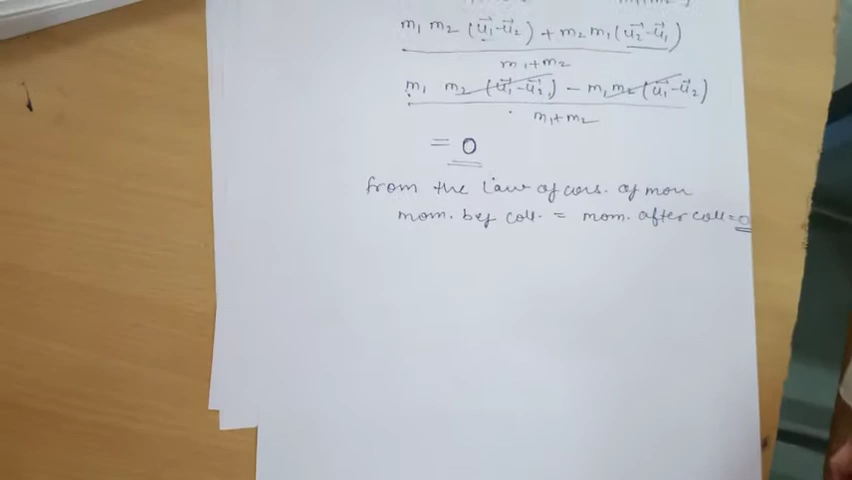 m₁ m₂ (u⃗₁-u⃗₂) + m₂ m₁ (u⃗₂-u⃗₁)
m₁+m₂
m₁ m₂ (u⃗₁-u⃗₂) - m₁ m₂ (u⃗₁-u⃗₂)
m₁+m₂
= 0
from the law of cons. of mom
mom. bef coll. = mom. after coll = 0